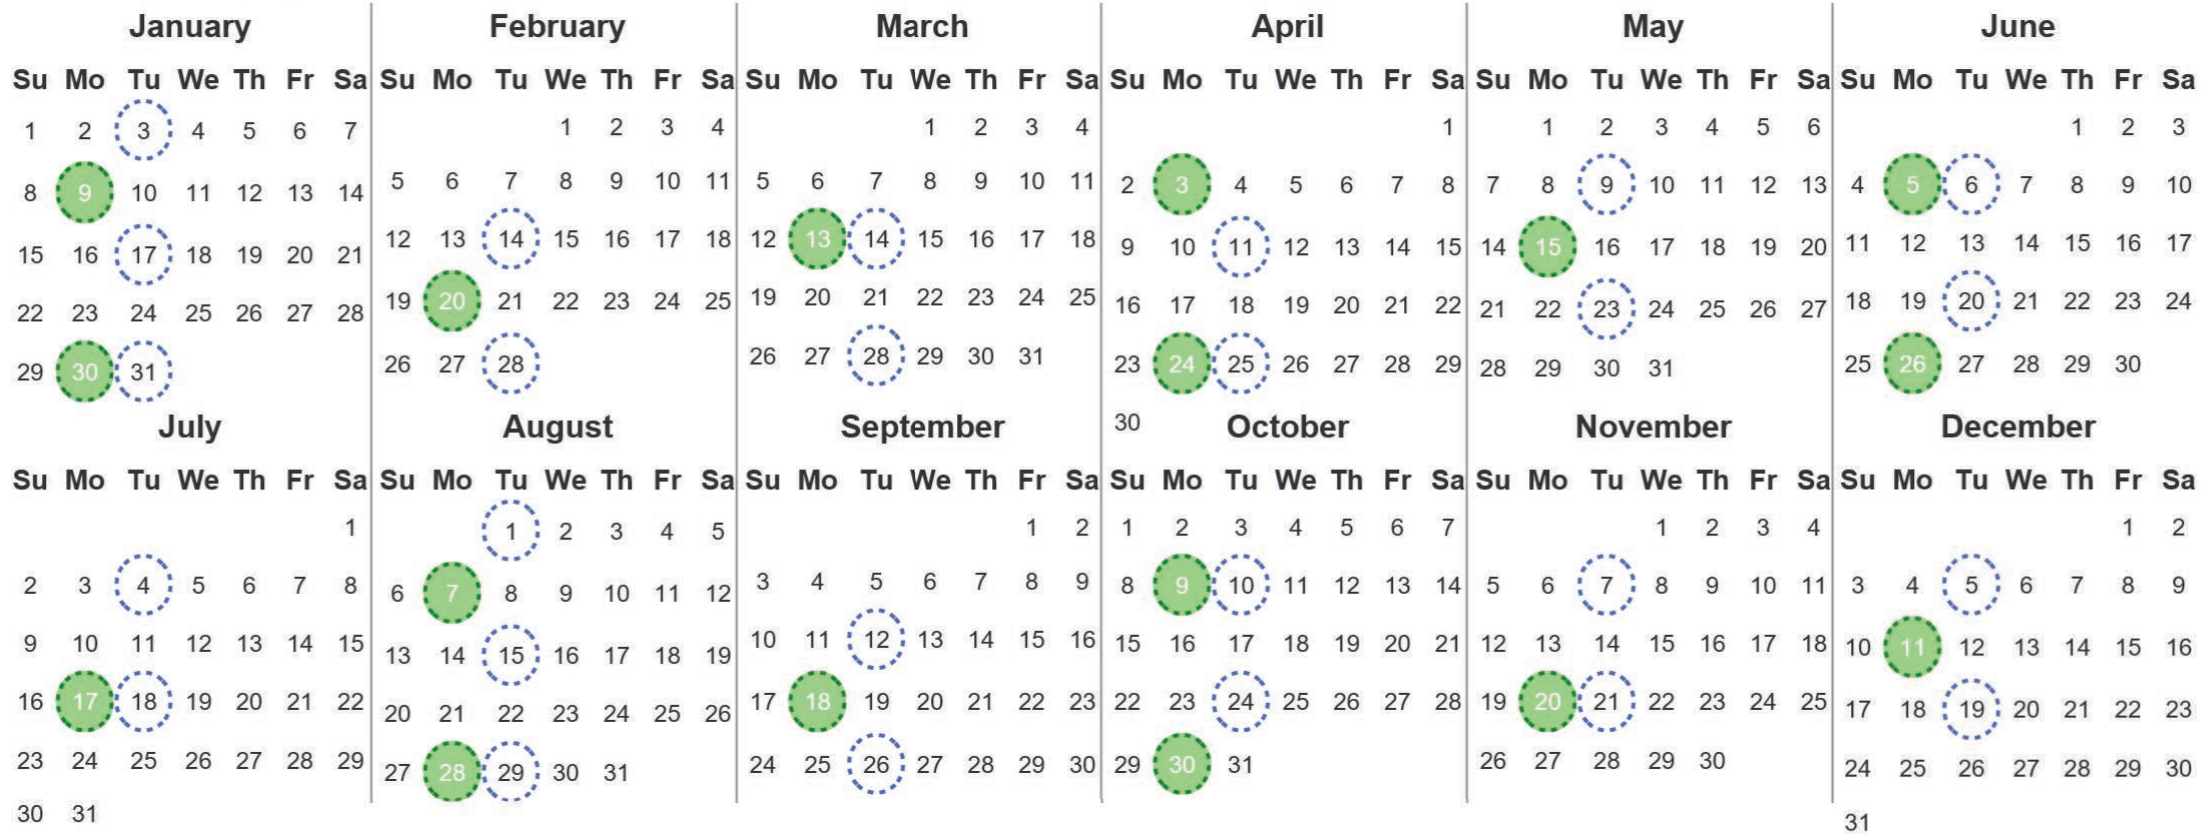 January
Su Mo Tu We Th Fr Sa
1 2 3 4 5 6 7
8 9 10 11 12 13 14
15 16 17 18 19 20 21
22 23 24 25 26 27 28
29 30 31
February
Su Mo Tu We Th Fr Sa
1 2 3 4
5 6 7 8 9 10 11
12 13 14 15 16 17 18
19 20 21 22 23 24 25
26 27 28
March
Su Mo Tu We Th Fr Sa
1 2 3 4
5 6 7 8 9 10 11
12 13 14 15 16 17 18
19 20 21 22 23 24 25
26 27 28 29 30 31
April
Su Mo Tu We Th Fr Sa
1
2 3 4 5 6 7 8
9 10 11 12 13 14 15
16 17 18 19 20 21 22
23 24 25 26 27 28 29
30
May
Su Mo Tu We Th Fr Sa
1 2 3 4 5 6
7 8 9 10 11 12 13
14 15 16 17 18 19 20
21 22 23 24 25 26 27
28 29 30 31
June
Su Mo Tu We Th Fr Sa
1 2 3
4 5 6 7 8 9 10
11 12 13 14 15 16 17
18 19 20 21 22 23 24
25 26 27 28 29 30
July
Su Mo Tu We Th Fr Sa
1
2 3 4 5 6 7 8
9 10 11 12 13 14 15
16 17 18 19 20 21 22
23 24 25 26 27 28 29
30 31
August
Su Mo Tu We Th Fr Sa
1 2 3 4 5
6 7 8 9 10 11 12
13 14 15 16 17 18 19
20 21 22 23 24 25 26
27 28 29 30 31
September
Su Mo Tu We Th Fr Sa
1 2
3 4 5 6 7 8 9
10 11 12 13 14 15 16
17 18 19 20 21 22 23
24 25 26 27 28 29 30
October
Su Mo Tu We Th Fr Sa
1 2 3 4 5 6 7
8 9 10 11 12 13 14
15 16 17 18 19 20 21
22 23 24 25 26 27 28
29 30 31
November
Su Mo Tu We Th Fr Sa
1 2 3 4
5 6 7 8 9 10 11
12 13 14 15 16 17 18
19 20 21 22 23 24 25
26 27 28 29 30
December
Su Mo Tu We Th Fr Sa
1 2
3 4 5 6 7 8 9
10 11 12 13 14 15 16
17 18 19 20 21 22 23
24 25 26 27 28 29 30
31